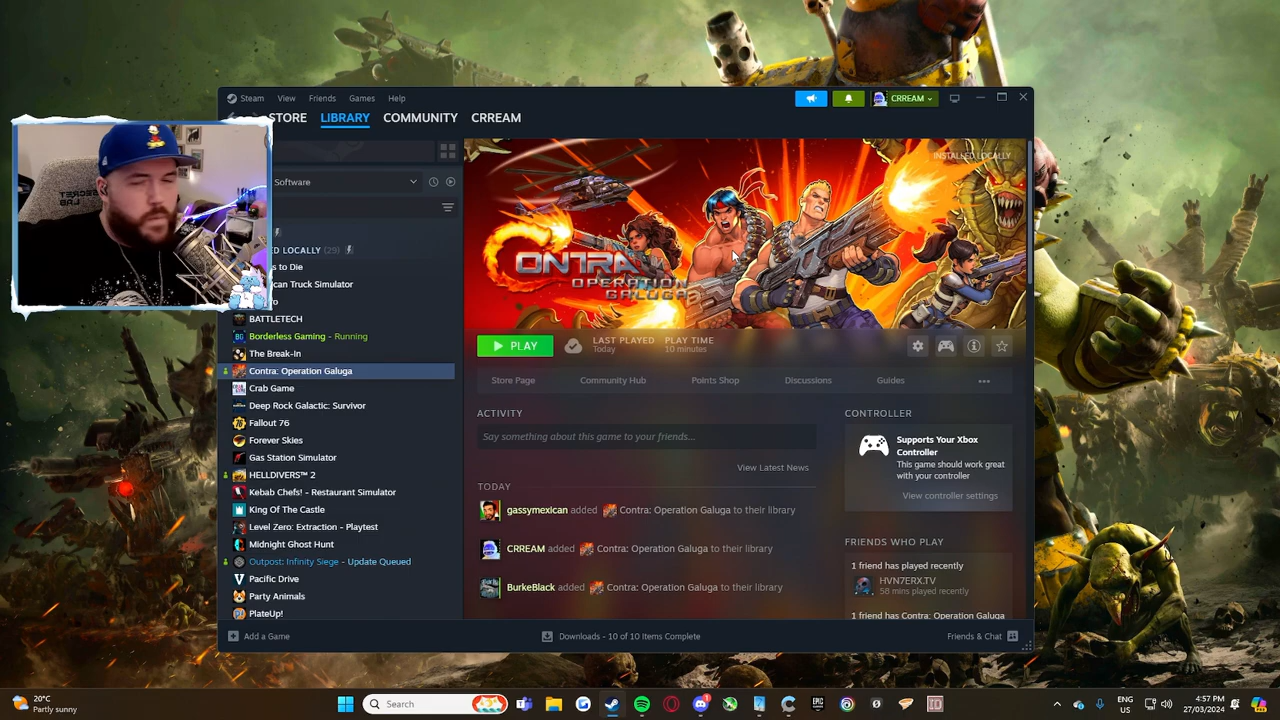 Steam View Friends Games Help
CRREAM
STORE LIBRARY COMMUNITY CRREAM
INSTALLED LOCALLY
Software
D LOCALLY (29)
s to Die
can Truck Simulator
BATTLETECH
Borderless Gaming - Running
The Break-In
Contra: Operation Galuga
Crab Game
Deep Rock Galactic: Survivor
Fallout 76
Forever Skies
Gas Station Simulator
HELLDIVERS™ 2
Kebab Chefs! - Restaurant Simulator
King Of The Castle
Level Zero: Extraction - Playtest
Midnight Ghost Hunt
Outpost: Infinity Siege - Update Queued
Pacific Drive
Party Animals
PlateUp!
CONTRA
OPERATION
GALUGA
PLAY
LAST PLAYED
Today
PLAY TIME
10 minutes
Store Page Community Hub Points Shop Discussions Guides
ACTIVITY
Say something about this game to your friends...
View Latest News
TODAY
gassymexican added Contra: Operation Galuga to their library
CRREAM added Contra: Operation Galuga to their library
BurkeBlack added Contra: Operation Galuga to their library
CONTROLLER
Supports Your Xbox
Controller
This game should work great
with your controller
View controller settings
FRIENDS WHO PLAY
1 friend has played recently
HVN7ERX.TV
58 mins played recently
1 friend has Contra: Operation Galuga
Add a Game
Downloads - 10 of 10 Items Complete
Friends & Chat
20°C
Partly sunny
Search
ENG
US
4:57 PM
27/03/2024